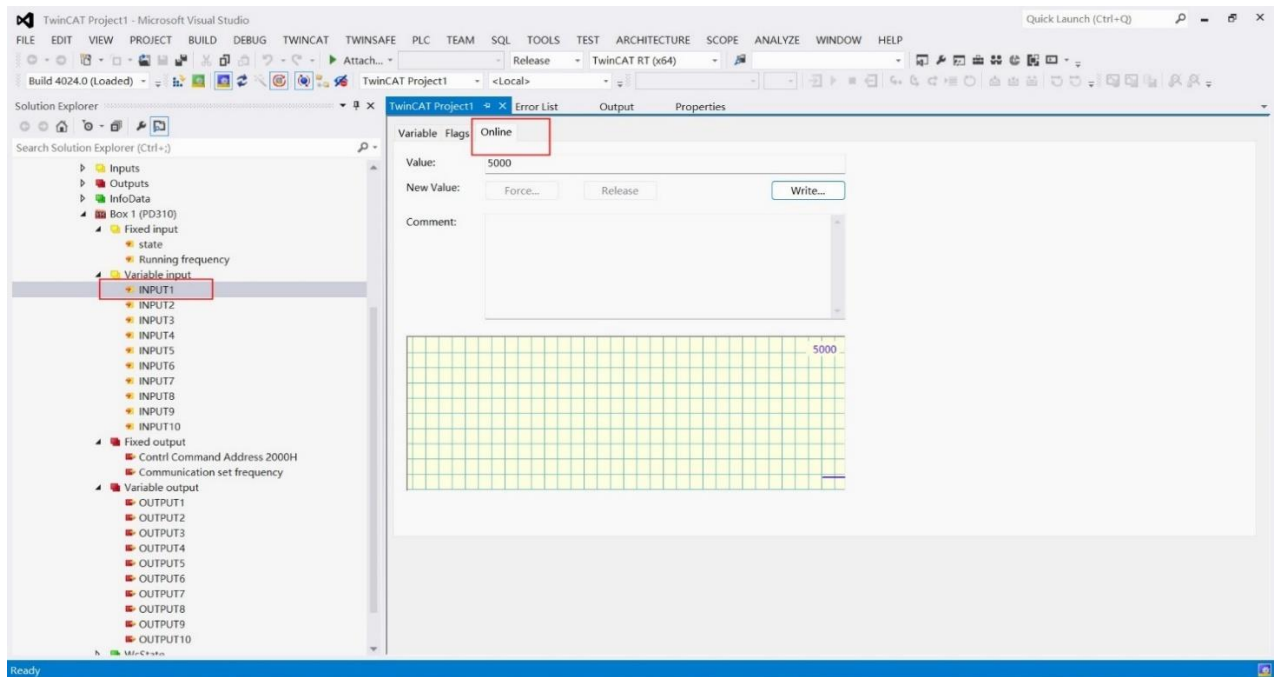 TwinCAT Project1 - Microsoft Visual Studio
Quick Launch (Ctrl+Q)
FILE EDIT VIEW PROJECT BUILD DEBUG TWINCAT TWINSAFE PLC TEAM SQL TOOLS TEST ARCHITECTURE SCOPE ANALYZE WINDOW HELP
Attach... Release TwinCAT RT (x64)
Build 4024.0 (Loaded) TwinCAT Project1 <Local>
Solution Explorer
Search Solution Explorer (Ctrl+;)
Inputs
Outputs
InfoData
Box 1 (PD310)
Fixed input
state
Running frequency
Variable input
INPUT1
INPUT2
INPUT3
INPUT4
INPUT5
INPUT6
INPUT7
INPUT8
INPUT9
INPUT10
Fixed output
Contrl Command Address 2000H
Communication set frequency
Variable output
OUTPUT1
OUTPUT2
OUTPUT3
OUTPUT4
OUTPUT5
OUTPUT6
OUTPUT7
OUTPUT8
OUTPUT9
OUTPUT10
WcState
TwinCAT Project1 Error List Output Properties
Variable Flags Online
Value: 5000
New Value: Force... Release Write...
Comment:
5000
Ready